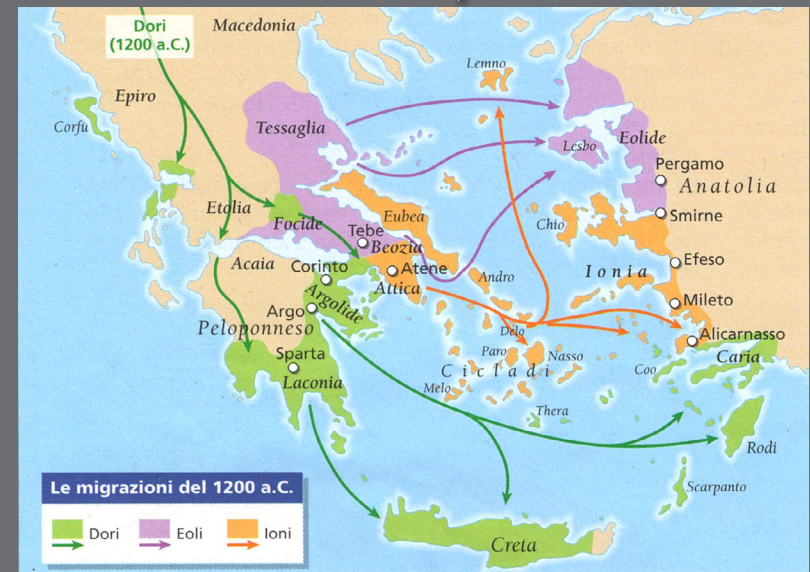 Dori
(1200 a.C.)
Macedonia
Lemno
Epiro
Corfù
Tessaglia
Eolide
Lesbo
Pergamo
Anatolia
Etolia
Focide
Eubea
Smirne
Chio
Tebe
Beozia
Acaia
Corinto
Atene
Efeso
Andro
Ionia
Attica
Argolide
Mileto
Argo
Peloponneso
Delo
Alicarnasso
Sparta
Paro
Nasso
Caria
Laconia
Cicladi
Coo
Melo
Thera
Rodi
Scarpanto
Creta
Le migrazioni del 1200 a.C.
Dori
Eoli
Ioni